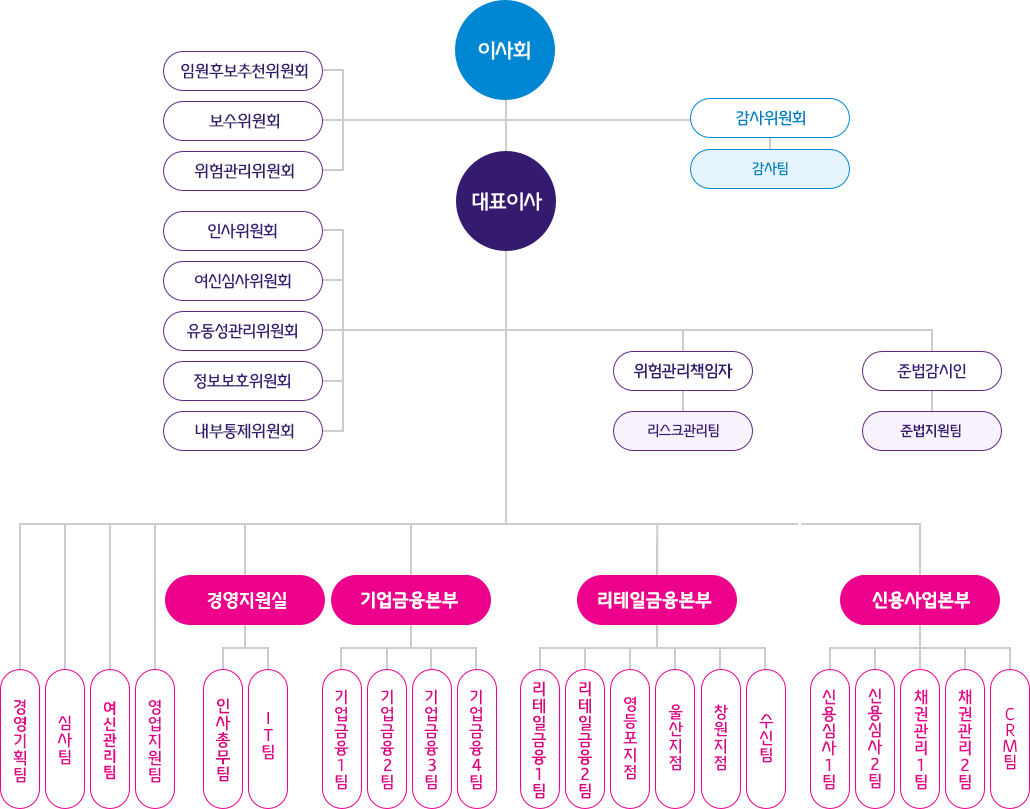 이사회
임원후보추천위원회
보수위원회
위험관리위원회
감사위원회
감사팀
대표이사
인사위원회
여신심사위원회
유동성관리위원회
정보보호위원회
내부통제위원회
위험관리책임자
리스크관리팀
준법감시인
준법지원팀
경영지원실
기업금융본부
리테일금융본부
신용사업본부
경영기획팀
심사팀
여신관리팀
영업지원팀
인사총무팀
IT팀
기업금융1팀
기업금융2팀
기업금융3팀
기업금융4팀
리테일금융1팀
리테일금융2팀
영등포지점
울산지점
창원지점
수신팀
신용심사1팀
신용심사2팀
채권관리1팀
채권관리2팀
CRM팀